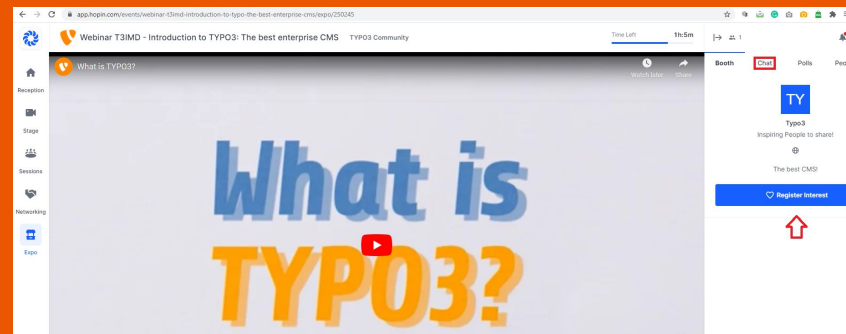 app.hopin.com/events/webinar-t3imd-introduction-to-typo-the-best-enterprise-cms/expo/250245
Webinar T3IMD - Introduction to TYPO3: The best enterprise CMS TYPO3 Community
Time Left 1h:5m
1
What is TYPO3?
Watch later Share
Booth Chat Polls Peo
Reception
Stage
Sessions
Networking
Expo
What is
TYPO3?
TY
Typo3
Inspiring People to share!
The best CMS!
Register Interest